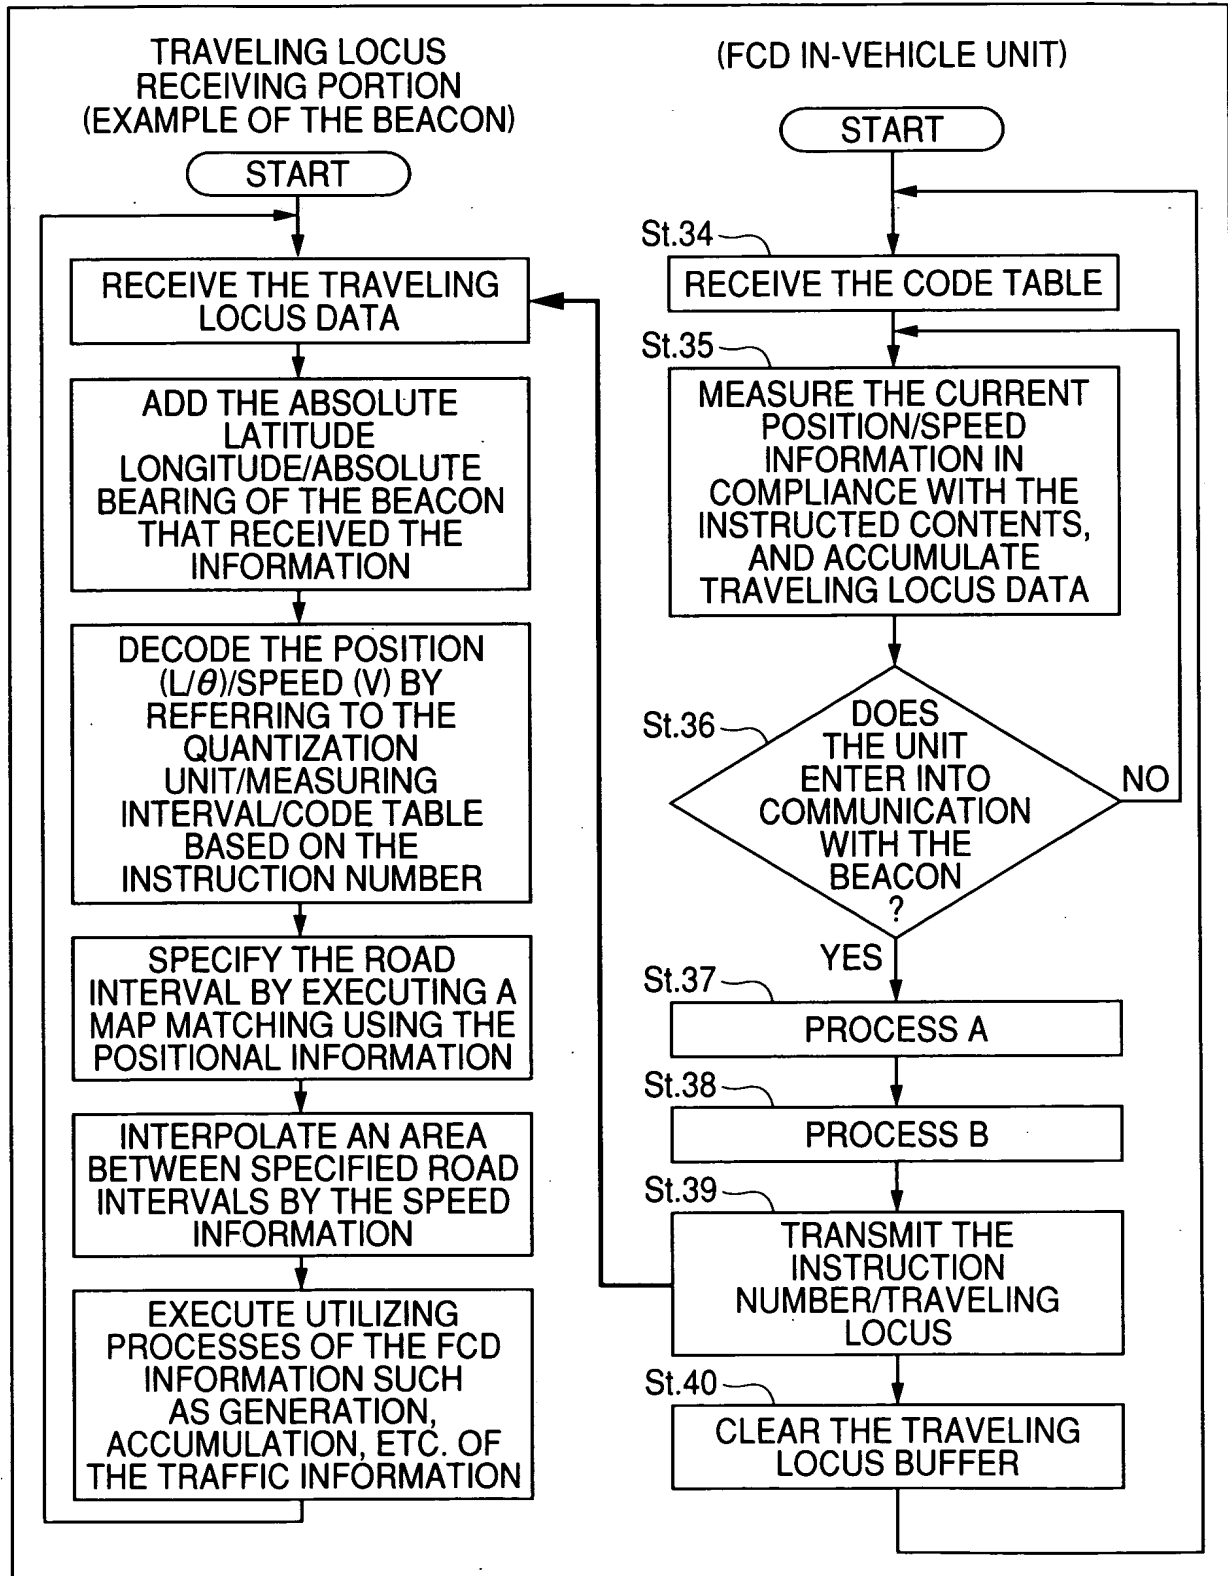 TRAVELING LOCUS
RECEIVING PORTION
(EXAMPLE OF THE BEACON)
START
RECEIVE THE TRAVELING
LOCUS DATA
ADD THE ABSOLUTE
LATITUDE
LONGITUDE/ABSOLUTE
BEARING OF THE BEACON
THAT RECEIVED THE
INFORMATION
DECODE THE POSITION
(L/θ)/SPEED (V) BY
REFERRING TO THE
QUANTIZATION
UNIT/MEASURING
INTERVAL/CODE TABLE
BASED ON THE
INSTRUCTION NUMBER
SPECIFY THE ROAD
INTERVAL BY EXECUTING A
MAP MATCHING USING THE
POSITIONAL INFORMATION
INTERPOLATE AN AREA
BETWEEN SPECIFIED ROAD
INTERVALS BY THE SPEED
INFORMATION
EXECUTE UTILIZING
PROCESSES OF THE FCD
INFORMATION SUCH
AS GENERATION,
ACCUMULATION, ETC. OF
THE TRAFFIC INFORMATION
(FCD IN-VEHICLE UNIT)
START
St.34
RECEIVE THE CODE TABLE
St.35
MEASURE THE CURRENT
POSITION/SPEED
INFORMATION IN
COMPLIANCE WITH THE
INSTRUCTED CONTENTS,
AND ACCUMULATE
TRAVELING LOCUS DATA
St.36
DOES
THE UNIT
ENTER INTO
COMMUNICATION
WITH THE
BEACON
?
NO
YES
St.37
PROCESS A
St.38
PROCESS B
St.39
TRANSMIT THE
INSTRUCTION
NUMBER/TRAVELING
LOCUS
St.40
CLEAR THE TRAVELING
LOCUS BUFFER